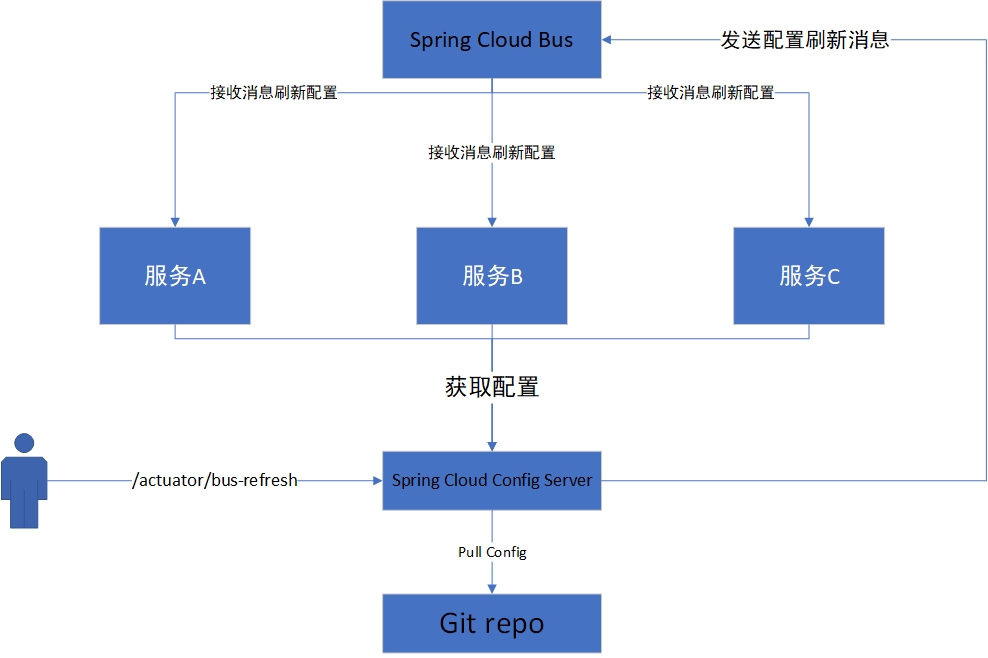 Spring Cloud Bus
发送配置刷新消息
接收消息刷新配置
接收消息刷新配置
接收消息刷新配置
服务A
服务B
服务C
获取配置
/actuator/bus-refresh
Spring Cloud Config Server
Pull Config
Git repo